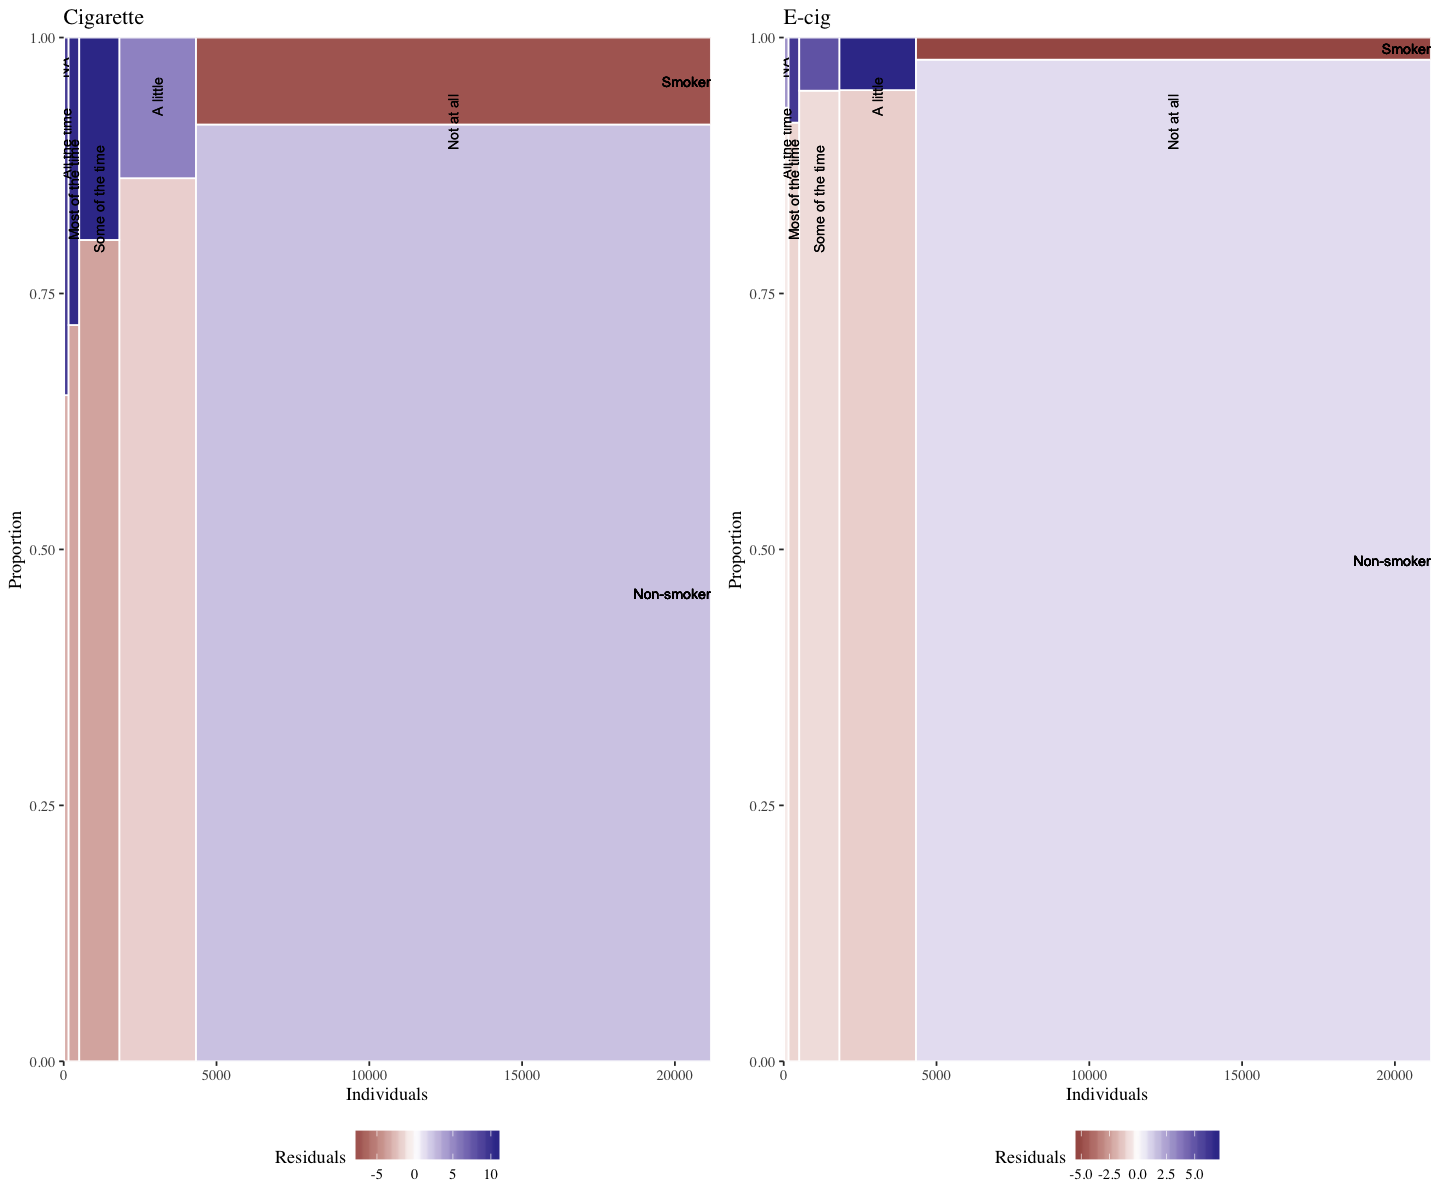 Cigarette
1.00
0.75
0.50
0.25
0.00
Proportion
NA
All the time
Most of the time
Some of the time
A little
Not at all
Smoker
Non-smoker
0 5000 10000 15000 20000
Individuals
Residuals
-5 0 5 10
E-cig
1.00
0.75
0.50
0.25
0.00
Proportion
NA
All the time
Most of the time
Some of the time
A little
Not at all
Smoker
Non-smoker
0 5000 10000 15000 20000
Individuals
Residuals
-5.0 -2.5 0.0 2.5 5.0